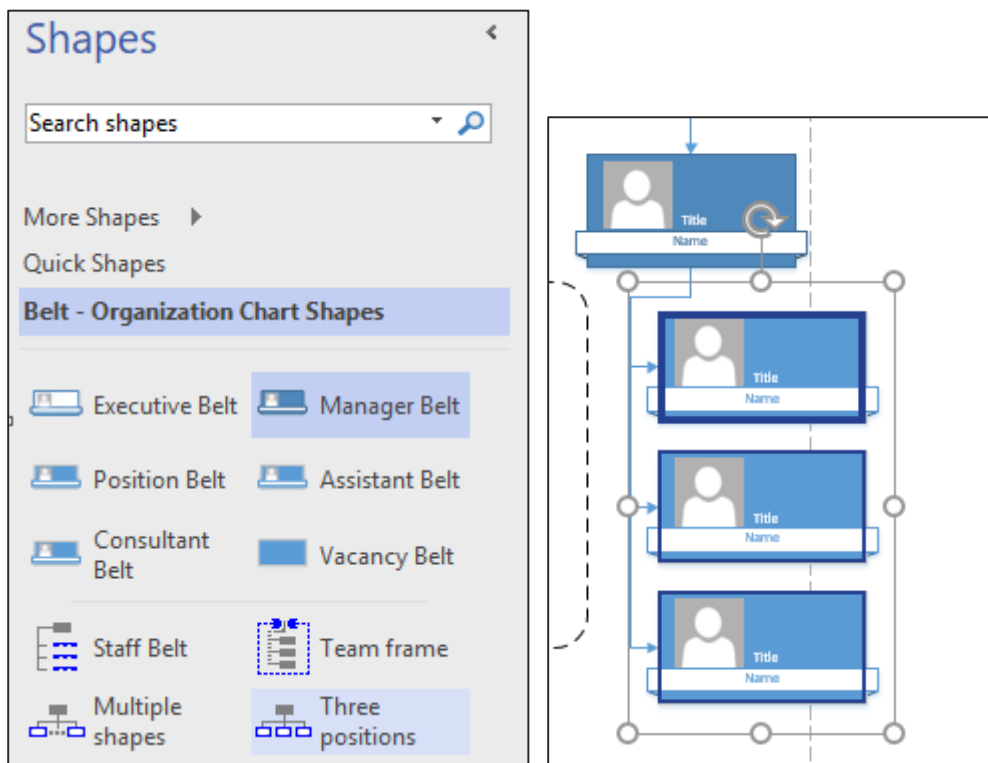 Shapes
Search shapes
More Shapes
Quick Shapes
Belt - Organization Chart Shapes
Executive Belt
Manager Belt
Position Belt
Assistant Belt
Consultant
Belt
Vacancy Belt
Staff Belt
Team frame
Multiple
shapes
Three
positions
Title
Name
Title
Name
Title
Name
Title
Name